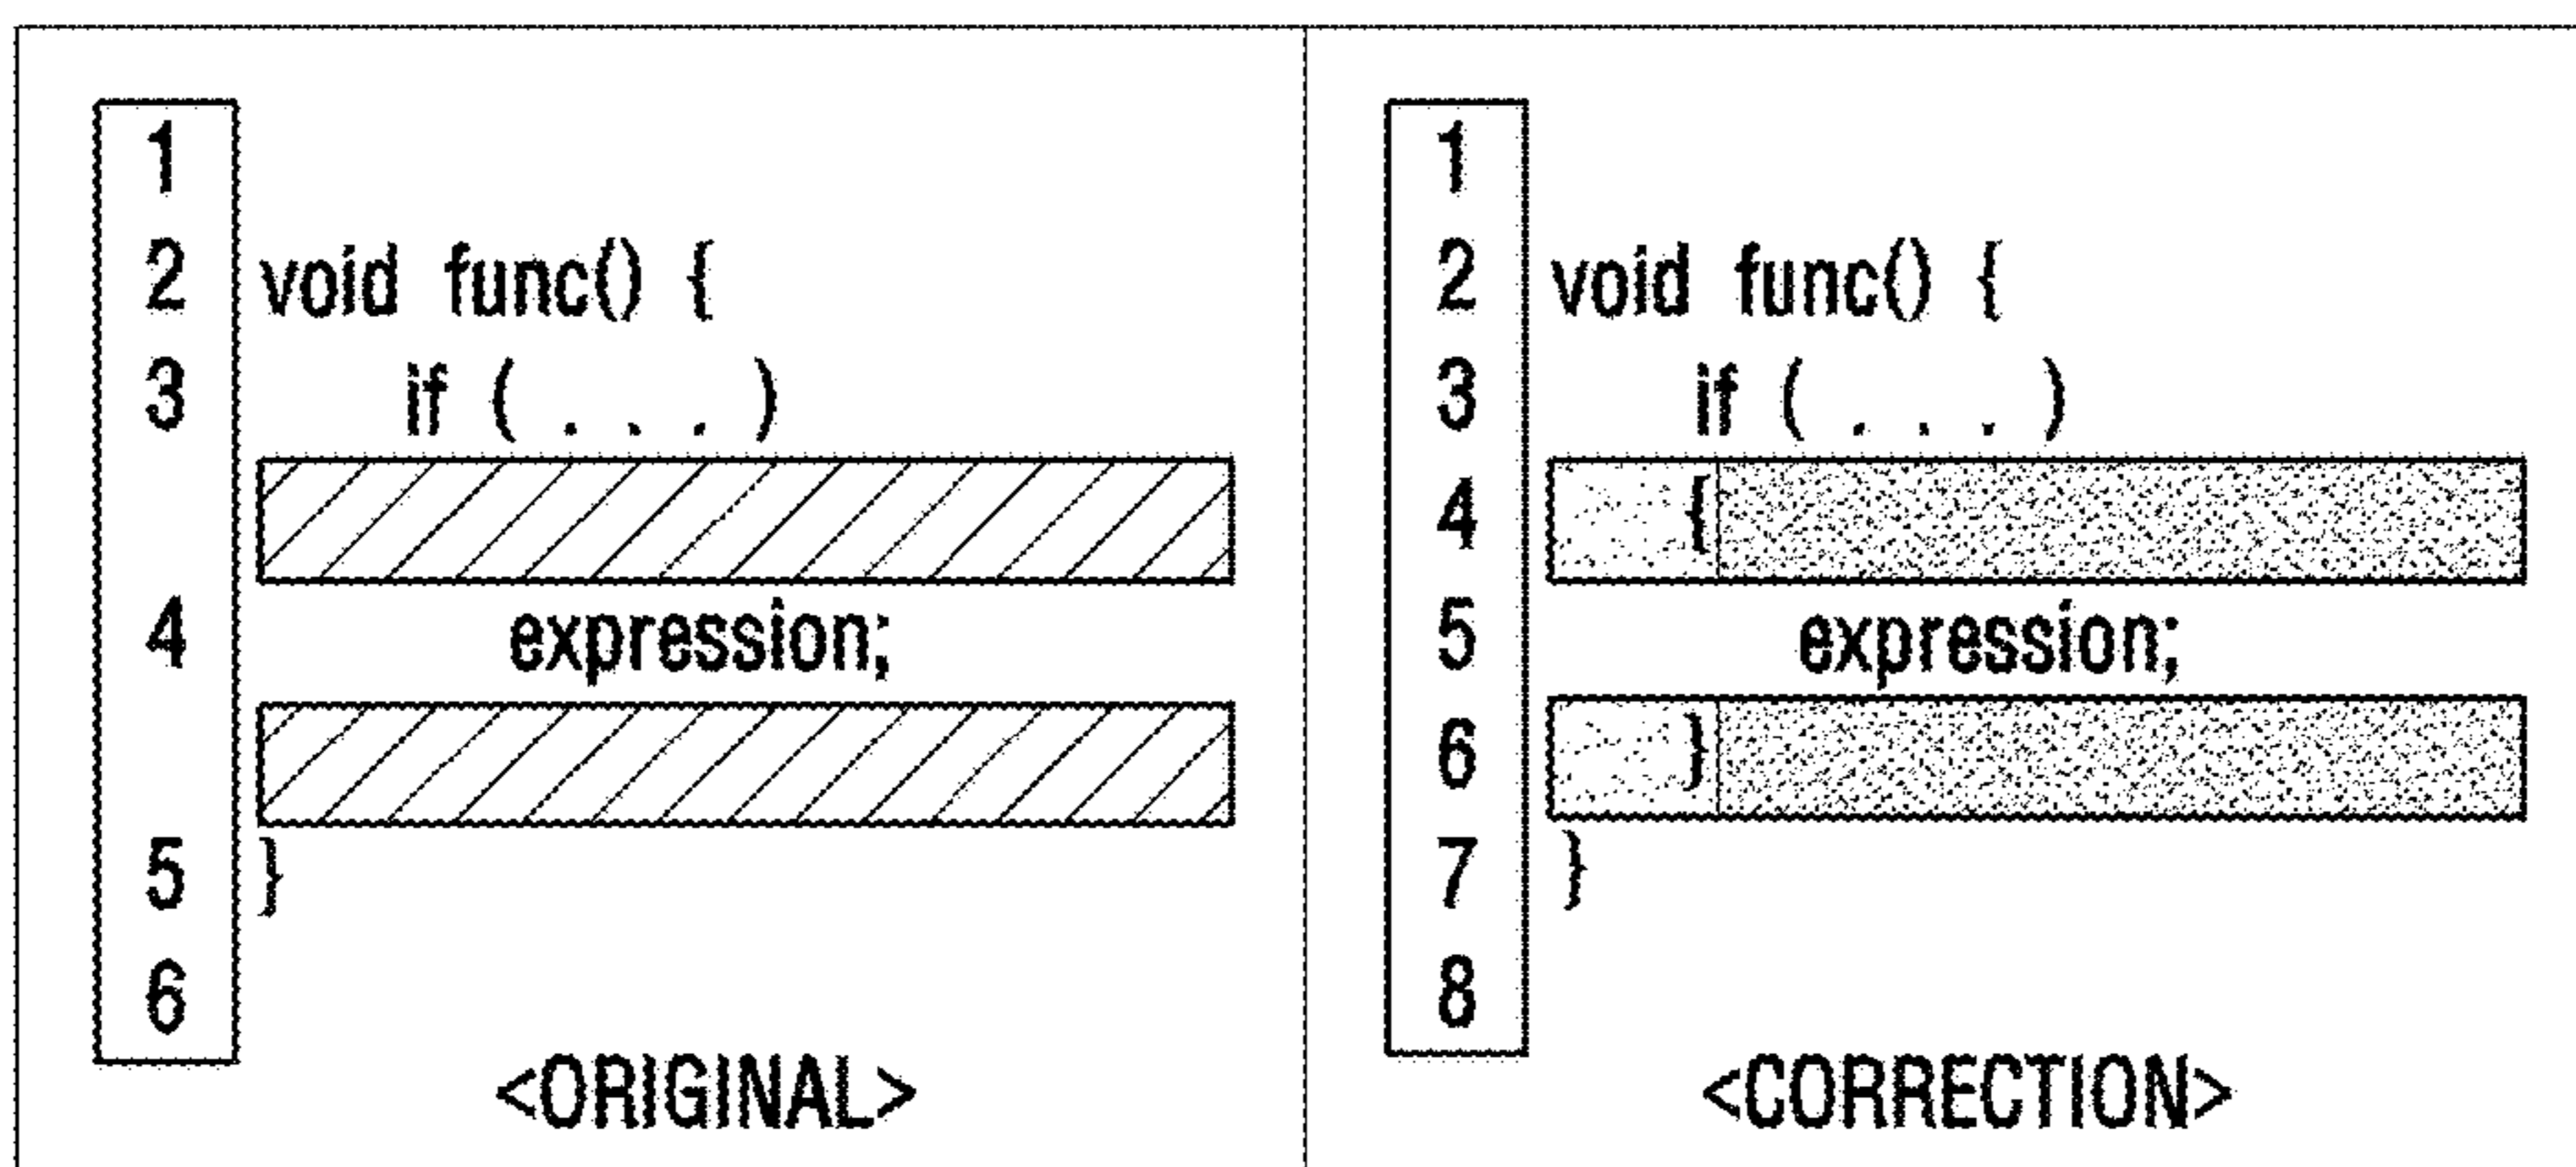 1
2 void func() {
3 if ( . . . )
4 expression;
5 }
6
<ORIGINAL>
1
2 void func() {
3 if ( . . . )
4 {
5 expression;
6 }
7 }
8
<CORRECTION>